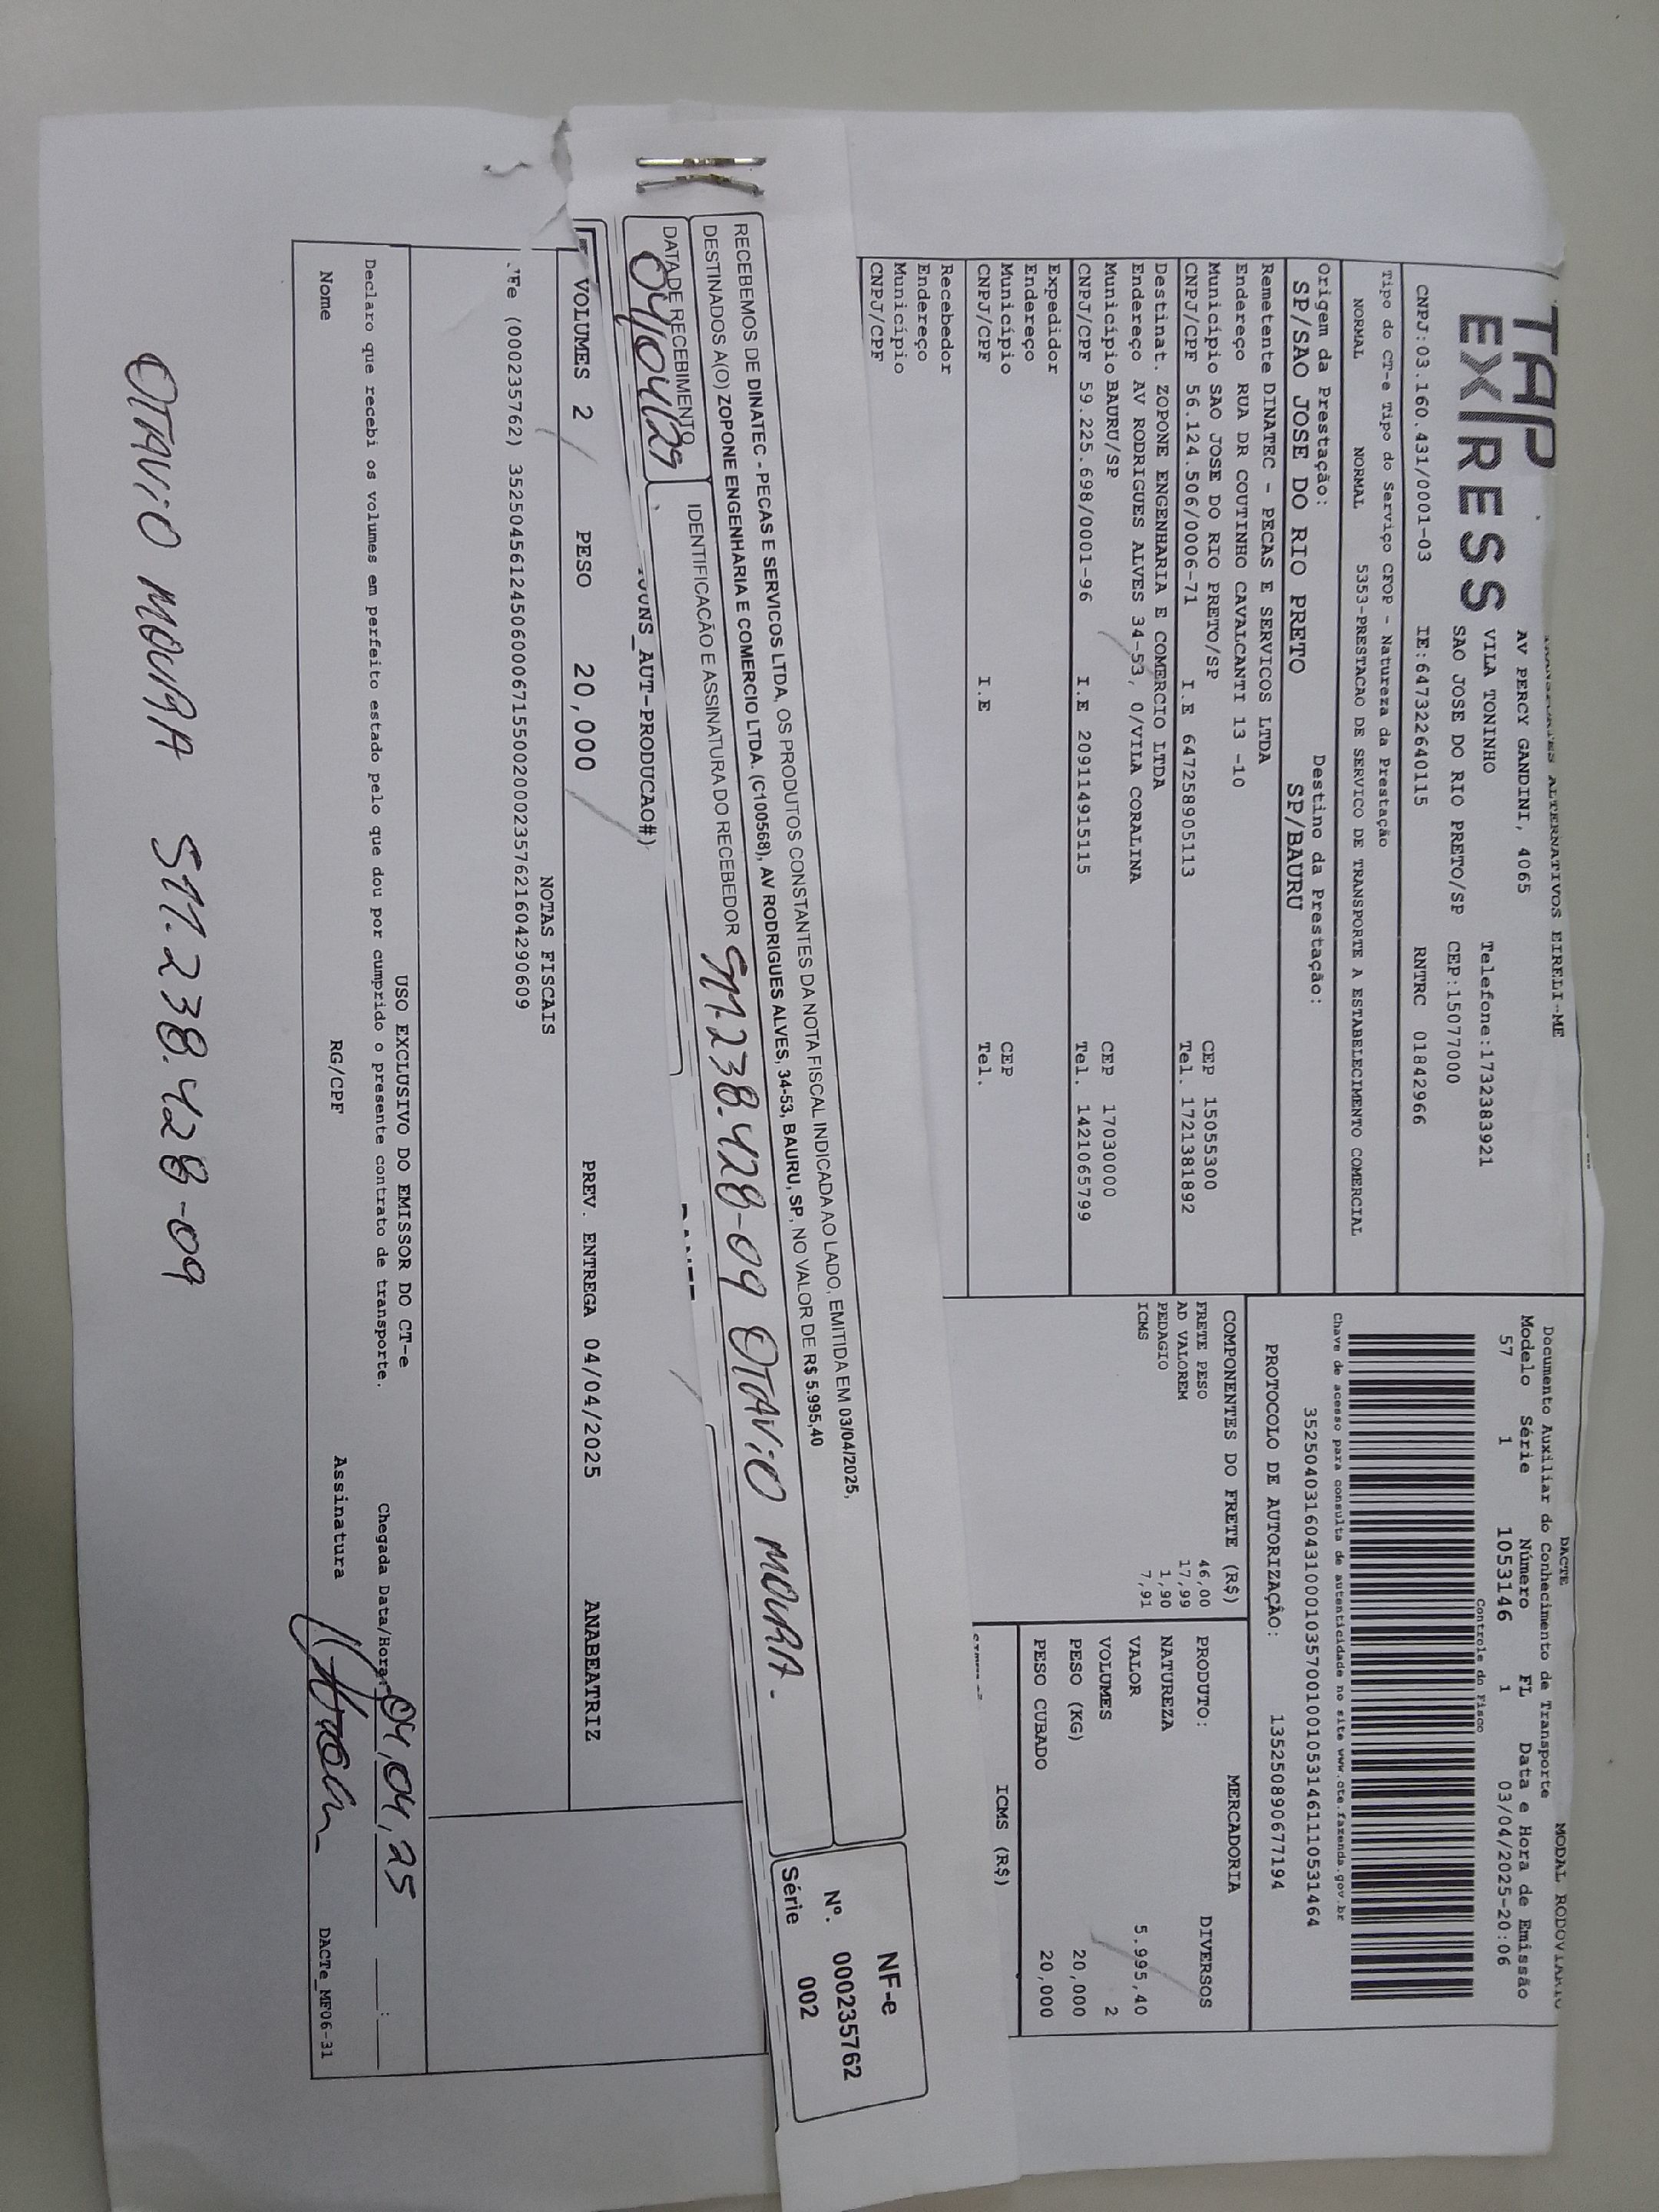 TAP
EXPRESS
ALTERNATIVOS EIRELI-ME
AV PERCY GANDINI, 4065
VILA TONINHO Telefone:1732383921
SAO JOSE DO RIO PRETO/SP CEP:15077000
CNPJ:03.160.431/0001-03 IE:647322640115 RNTRC 01842966
DACTE MODAL
Documento Auxiliar do Conhecimento de Transporte
Modelo Série Número FL Data e Hora de Emissão
57 1 1053146 1 03/04/2025-20:06
Controle do Fisco
Chave de acesso para consulta de autenticidade no site www.cte.fazenda.gov.br
352504031604310001035700100105314611110531464
PROTOCOLO DE AUTORIZAÇÃO: 135250890677194
Tipo do CT-e Tipo do Serviço CFOP - Natureza da Prestação
NORMAL NORMAL 5353-PRESTACAO DE SERVICO DE TRANSPORTE A ESTABELECIMENTO COMERCIAL
Origem da Prestação: Destino da Prestação:
SP/SAO JOSE DO RIO PRETO SP/BAURU
Remetente DINATEC - PECAS E SERVICOS LTDA
Endereço RUA DR COUTINHO CAVALCANTI 13 -10
Município SAO JOSE DO RIO PRETO/SP CEP 15055300
CNPJ/CPF 56.124.506/0006-71 I.E 647258905113 Tel. 1721381892
Destinat. ZOPONE ENGENHARIA E COMERCIO LTDA
Endereço AV RODRIGUES ALVES 34-53, 0/VILA CORALINA
Município BAURU/SP CEP 17030000
CNPJ/CPF 59.225.698/0001-96 I.E 209114915115 Tel. 1421065799
Expedidor
Endereço
Município CEP
CNPJ/CPF I.E Tel.
Recebedor
Endereço
Município
CNPJ/CPF
COMPONENTES DO FRETE (R$)
FRETE PESO 46,00
AD VALOREM 17,99
PEDAGIO 1,90
ICMS 7,91
MERCADORIA
PRODUTO: DIVERSOS
NATUREZA
VALOR 5.995,40
VOLUMES 2
PESO (KG) 20,000
PESO CUBADO 20,000
ICMS (R$)
RECEBEMOS DE DINATEC - PECAS E SERVICOS LTDA, OS PRODUTOS CONSTANTES DA NOTA FISCAL INDICADA AO LADO, EMITIDA EM 03/04/2025,
DESTINADOS A(O) ZOPONE ENGENHARIA E COMERCIO LTDA. (C100568), AV RODRIGUES ALVES, 34-53, BAURU, SP, NO VALOR DE R$ 5.995,40
DATA DE RECEBIMENTO IDENTIFICAÇÃO E ASSINATURA DO RECEBEDOR
04/04/25 511.238.428-09 OTAViO MOURA -
NF-e
Nº. 000235762
Série 002
AUT-PRODUCAO#)
VOLUMES 2 PESO 20,000 PREV. ENTREGA 04/04/2025 ANABEATRIZ
NOTAS FISCAIS
(000235762) 35250456124506000671550020002357621604290609
USO EXCLUSIVO DO EMISSOR DO CT-e
Declaro que recebi os volumes em perfeito estado pelo que dou por cumprido o presente contrato de transporte. Chegada Data/Hora: 04,04,25 :
Nome RG/CPF Assinatura DACTe_MF06-31
OTAViO MOURA 511.238.428-09